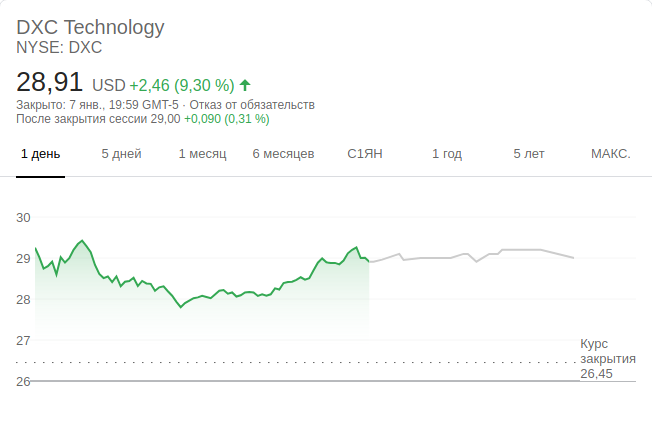 DXC Technology
NYSE: DXC
28,91 USD +2,46 (9,30 %)
Закрыто: 7 янв., 19:59 GMT-5 · Отказ от обязательств
После закрытия сессии 29,00 +0,090 (0,31 %)
1 день 5 дней 1 месяц 6 месяцев С1ЯН 1 год 5 лет МАКС.
30
29
28
27
Курс
закрытия
26,45
26